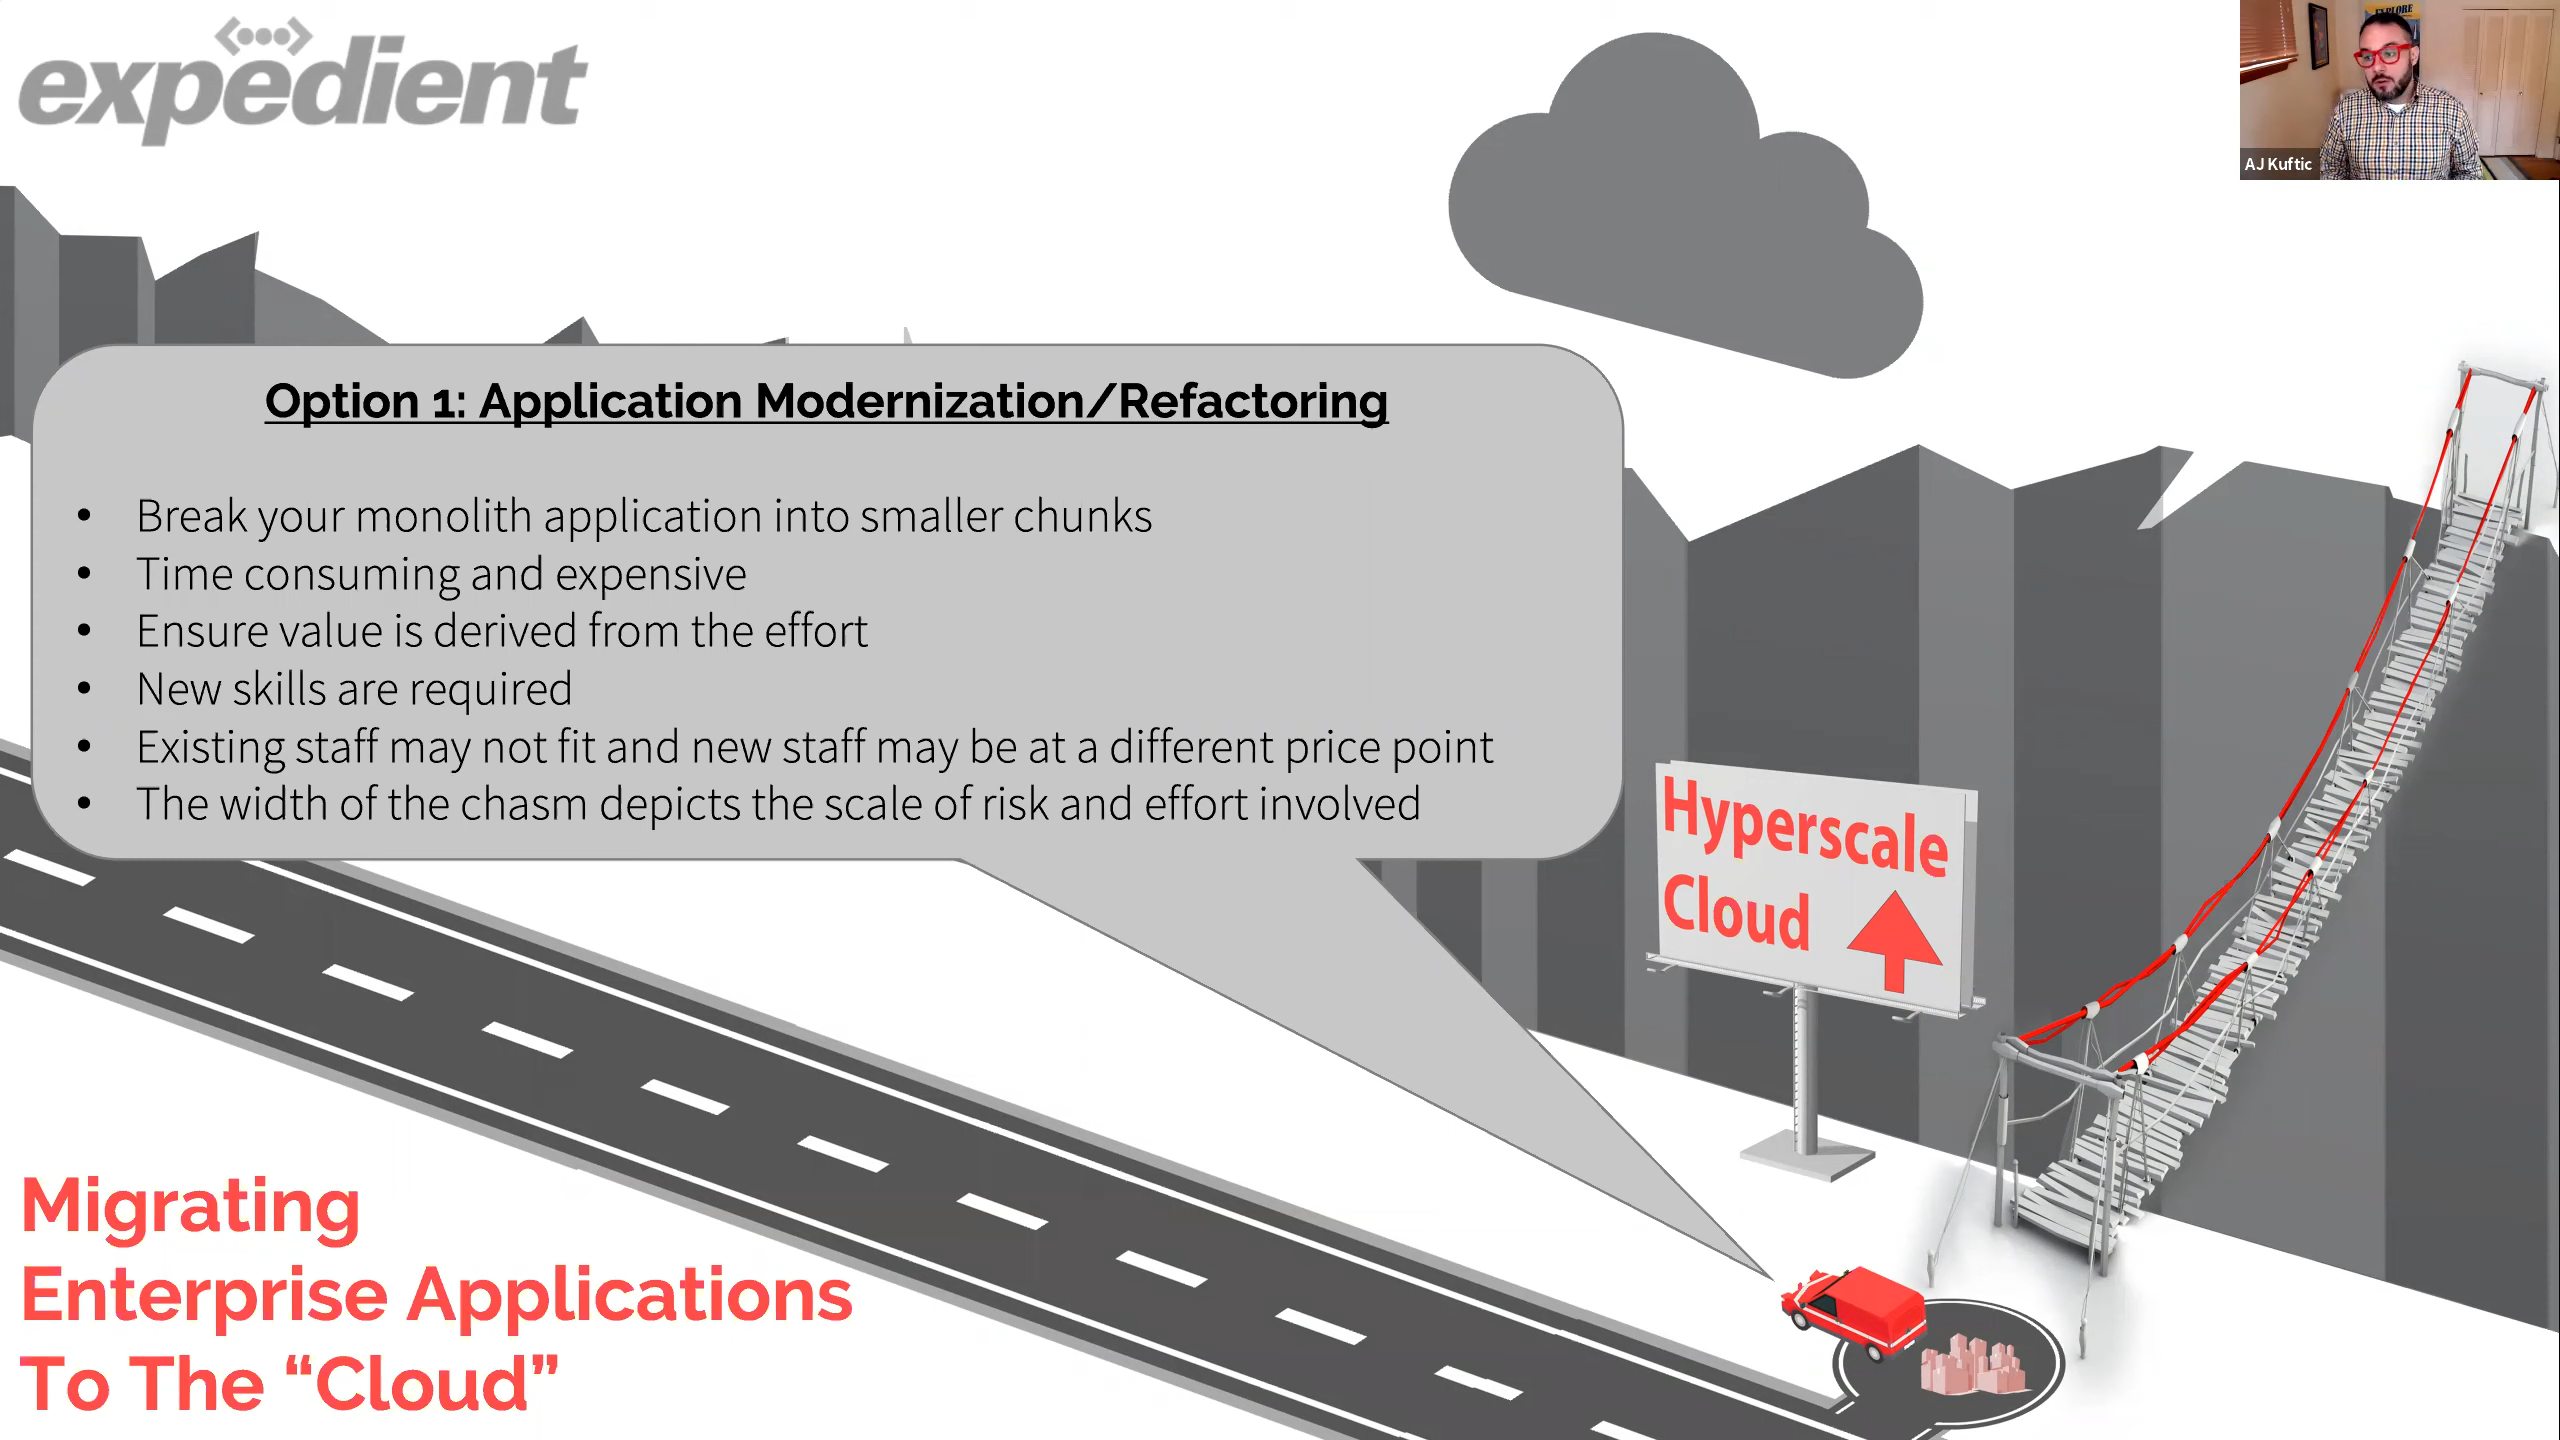 expedient
EXPLORE
AJ Kuftic
Option 1: Application Modernization/Refactoring
• Break your monolith application into smaller chunks
• Time consuming and expensive
• Ensure value is derived from the effort
• New skills are required
• Existing staff may not fit and new staff may be at a different price point
• The width of the chasm depicts the scale of risk and effort involved
Hyperscale
Cloud
Migrating
Enterprise Applications
To The “Cloud”